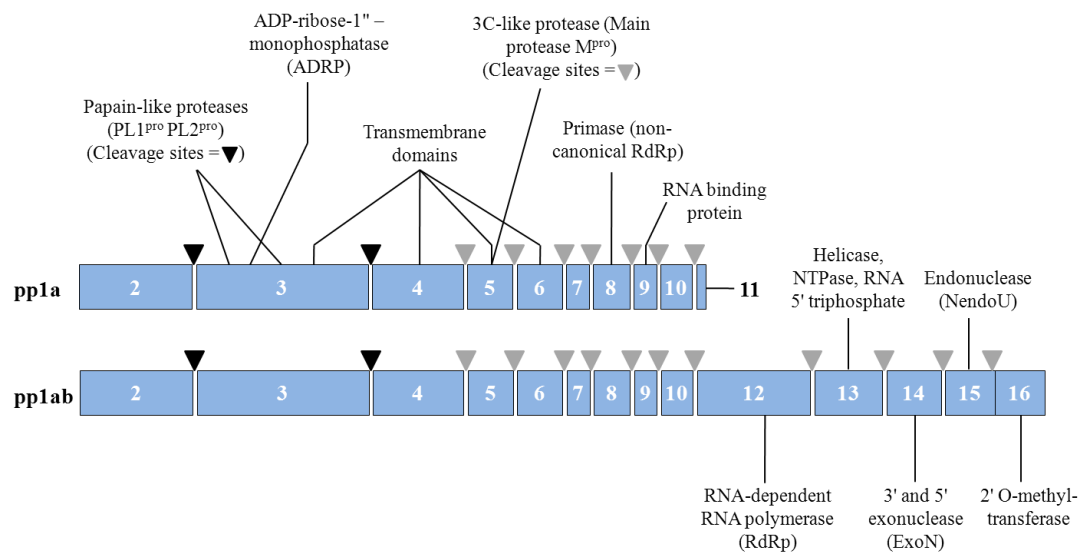 ADP-ribose-1" –
monophosphatase
(ADRP)
3C-like protease (Main
protease Mpro)
(Cleavage sites = )
Papain-like proteases
(PL1pro PL2pro)
(Cleavage sites = )
Transmembrane
domains
Primase (non-
canonical RdRp)
RNA binding
protein
Helicase,
NTPase, RNA
5' triphosphate
Endonuclease
(NendoU)
pp1a 2 3 4 5 6 7 8 9 10 11
pp1ab 2 3 4 5 6 7 8 9 10 12 13 14 15 16
RNA-dependent
RNA polymerase
(RdRp)
3' and 5'
exonuclease
(ExoN)
2' O-methyl-
transferase